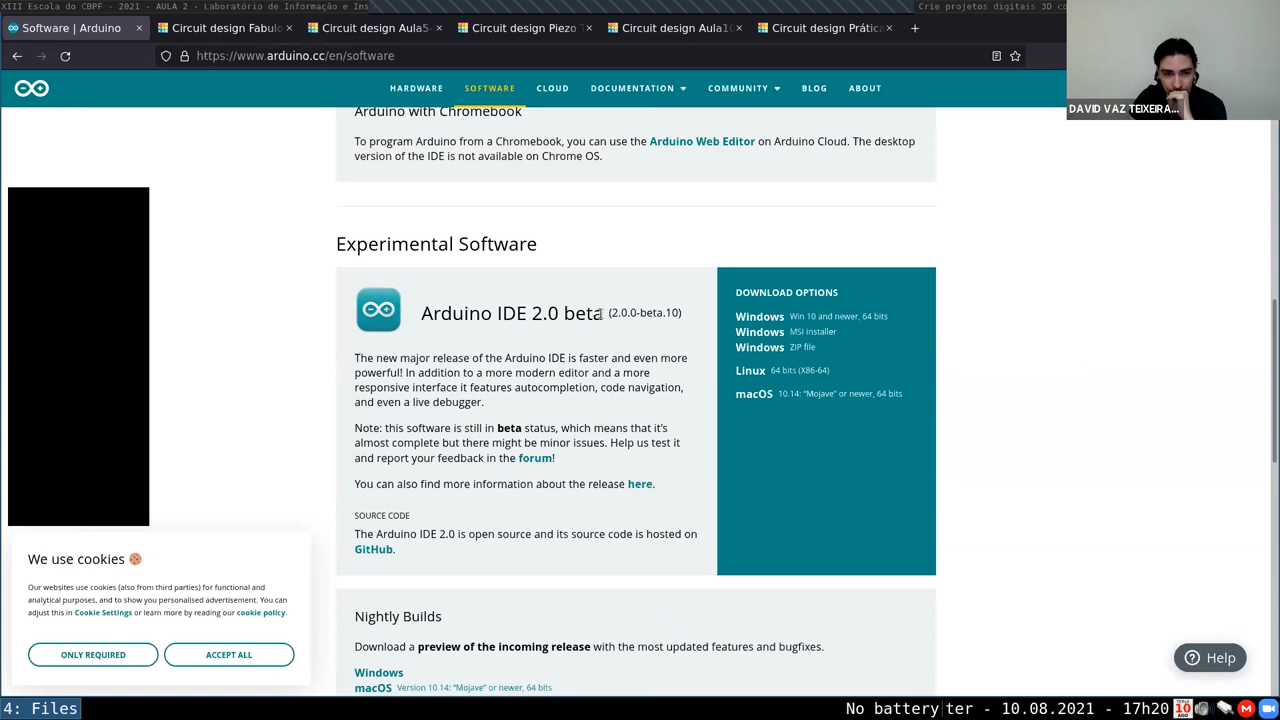 XIII Escola do CBPF - 2021 - AULA 2 - Laboratório de Informação e Ins
Crie projetos digitais 3D co
Software | Arduino
Circuit design Fabulo
Circuit design Aula5-
Circuit design Piezo T
Circuit design Aula1
Circuit design Prática
https://www.arduino.cc/en/software
HARDWARE
SOFTWARE
CLOUD
DOCUMENTATION
COMMUNITY
BLOG
ABOUT
DAVID VAZ TEIXEIRA...
Arduino with Chromebook
To program Arduino from a Chromebook, you can use the Arduino Web Editor on Arduino Cloud. The desktop
version of the IDE is not available on Chrome OS.
Experimental Software
Arduino IDE 2.0 beta (2.0.0-beta.10)
The new major release of the Arduino IDE is faster and even more
powerful! In addition to a more modern editor and a more
responsive interface it features autocompletion, code navigation,
and even a live debugger.
Note: this software is still in beta status, which means that it's
almost complete but there might be minor issues. Help us test it
and report your feedback in the forum!
You can also find more information about the release here.
SOURCE CODE
The Arduino IDE 2.0 is open source and its source code is hosted on
GitHub.
DOWNLOAD OPTIONS
Windows Win 10 and newer, 64 bits
Windows MSI installer
Windows ZIP file
Linux 64 bits (X86-64)
macOS 10.14: "Mojave" or newer, 64 bits
Nightly Builds
Download a preview of the incoming release with the most updated features and bugfixes.
Windows
macOS Version 10.14: "Mojave" or newer, 64 bits
We use cookies
Our websites use cookies (also from third parties) for functional and
analytical purposes, and to show you personalised advertisement. You can
adjust this in Cookie Settings or learn more by reading our cookie policy.
ONLY REQUIRED
ACCEPT ALL
Help
4: Files
No battery ter - 10.08.2021 - 17h20
10
AGO